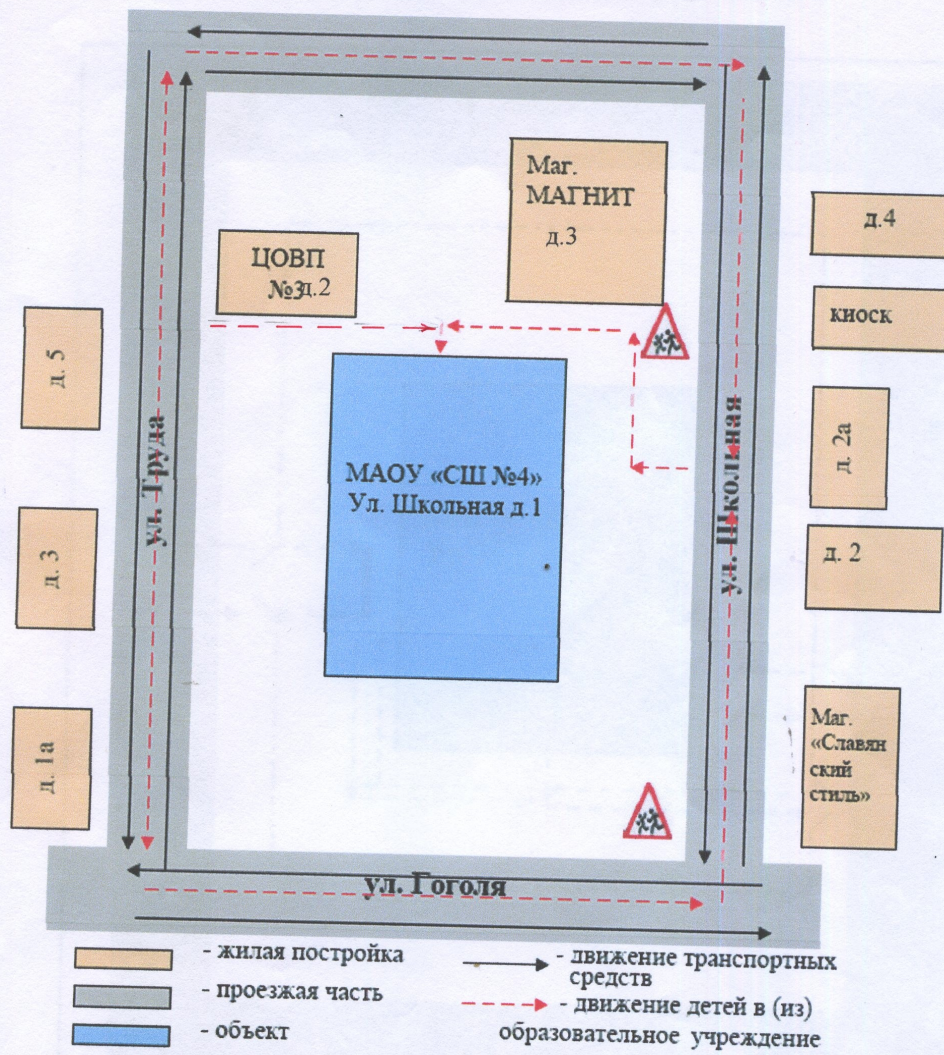 Маг.
МАГНИТ
д.3
д.4
ЦОВП
№3д.2
киоск
д. 5
ул. Труда
МАОУ «СШ №4»
Ул. Школьная д.1
ул. Школьная
д. 2а
д. 3
д. 2
д. 1а
Маг.
«Славян
ский
стиль»
ул. Гоголя
- жилая постройка
- движение транспортных
средств
- проезжая часть
- движение детей в (из)
образовательное учреждение
- объект